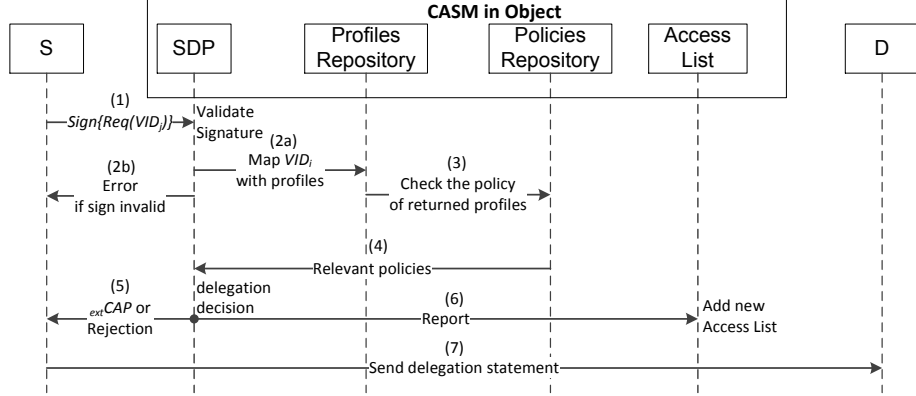 CASM in Object
S
SDP
Profiles
Repository
Policies
Repository
Access
List
D
(1)
Sign{Req(VIDj)}
Validate
Signature
(2a)
Map VIDi
with profiles
(2b)
Error
if sign invalid
(3)
Check the policy
of returned profiles
(4)
Relevant policies
(5)
extCAP or
Rejection
delegation
decision
(6)
Report
Add new
Access List
(7)
Send delegation statement